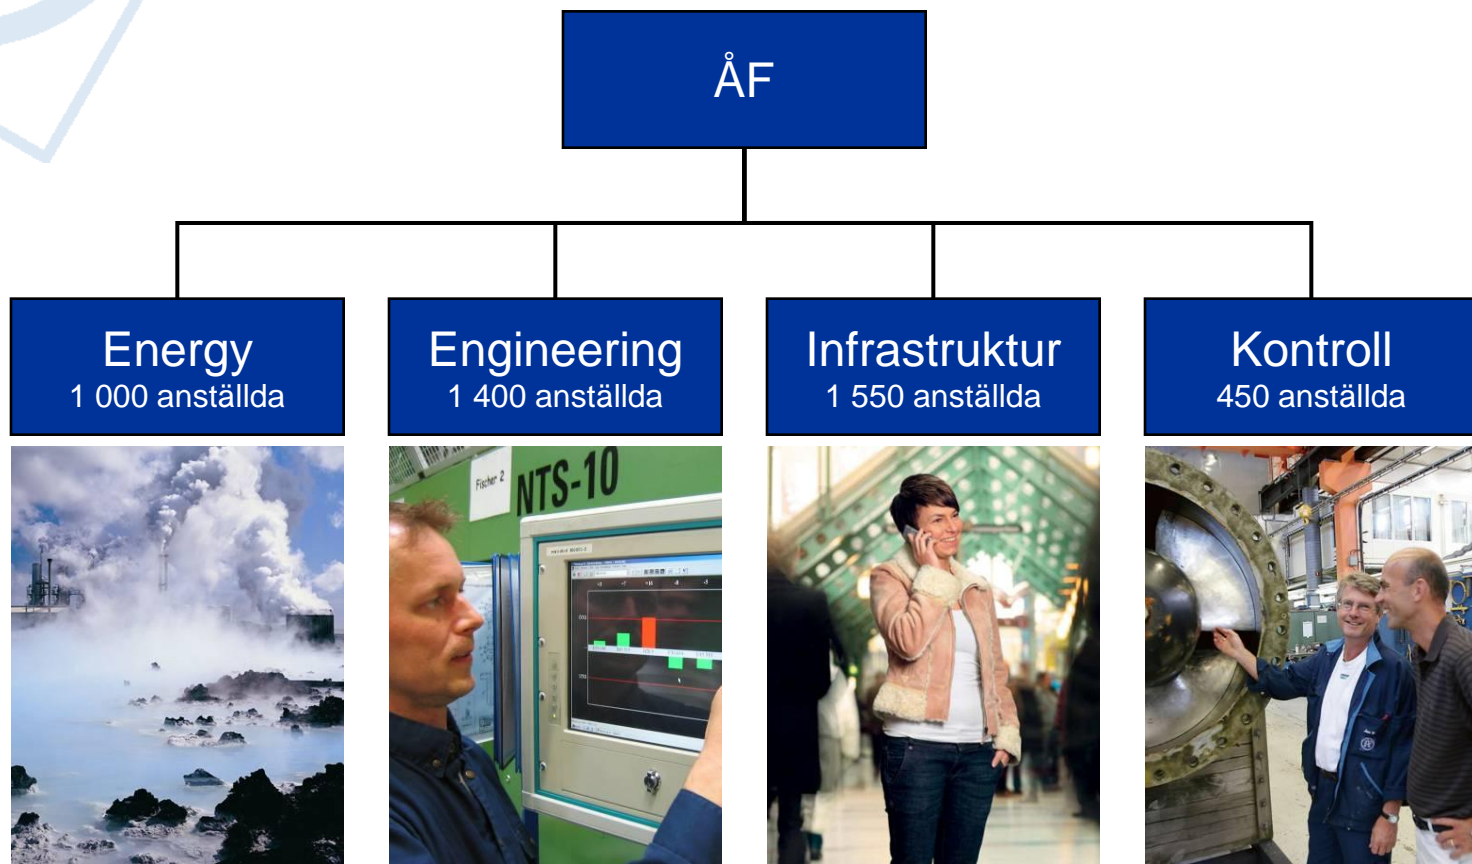 ÅF
Energy
1 000 anställda
Engineering
1 400 anställda
Infrastruktur
1 550 anställda
Kontroll
450 anställda
Fischer 2
NTS-10